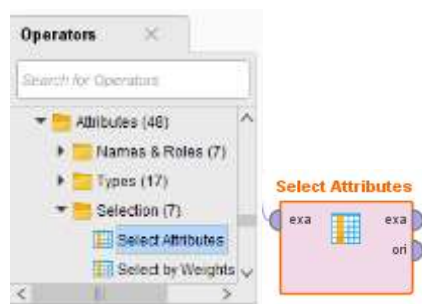 Operators
Search for Operators
Attributes (48)
Names & Roles (7)
Types (17)
Selection (7)
Select Attributes
Select by Weights
Select Attributes
exa exa
ori